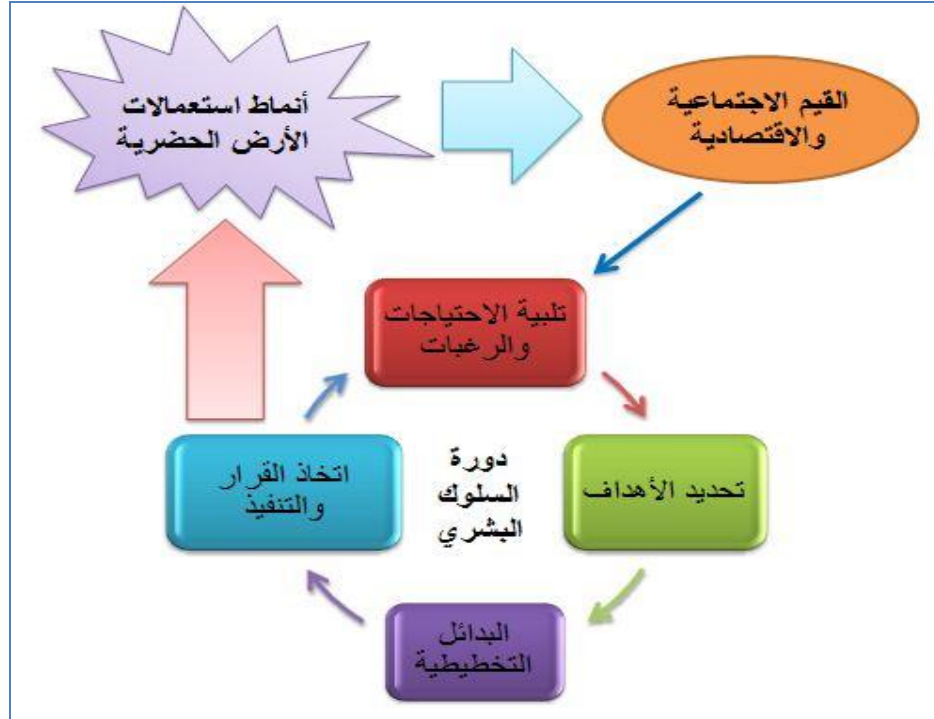 أنماط استعمالات
الأرض الحضرية
القيم الاجتماعية
والاقتصادية
تلبية الاحتياجات
والرغبات
تحديد الأهداف
البدائل
التخطيطية
اتخاذ القرار
والتنفيذ
دورة
السلوك
البشري